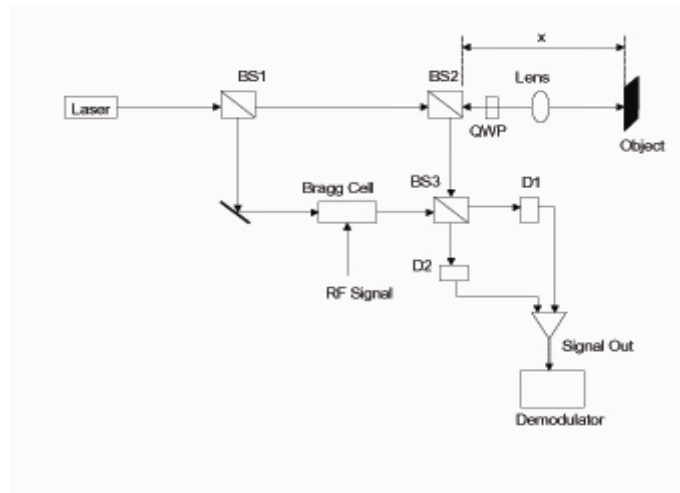 x
BS1
BS2
Lens
Laser
QWP
Object
BS3
D1
Bragg Cell
D2
RF Signal
Signal Out
Demodulator